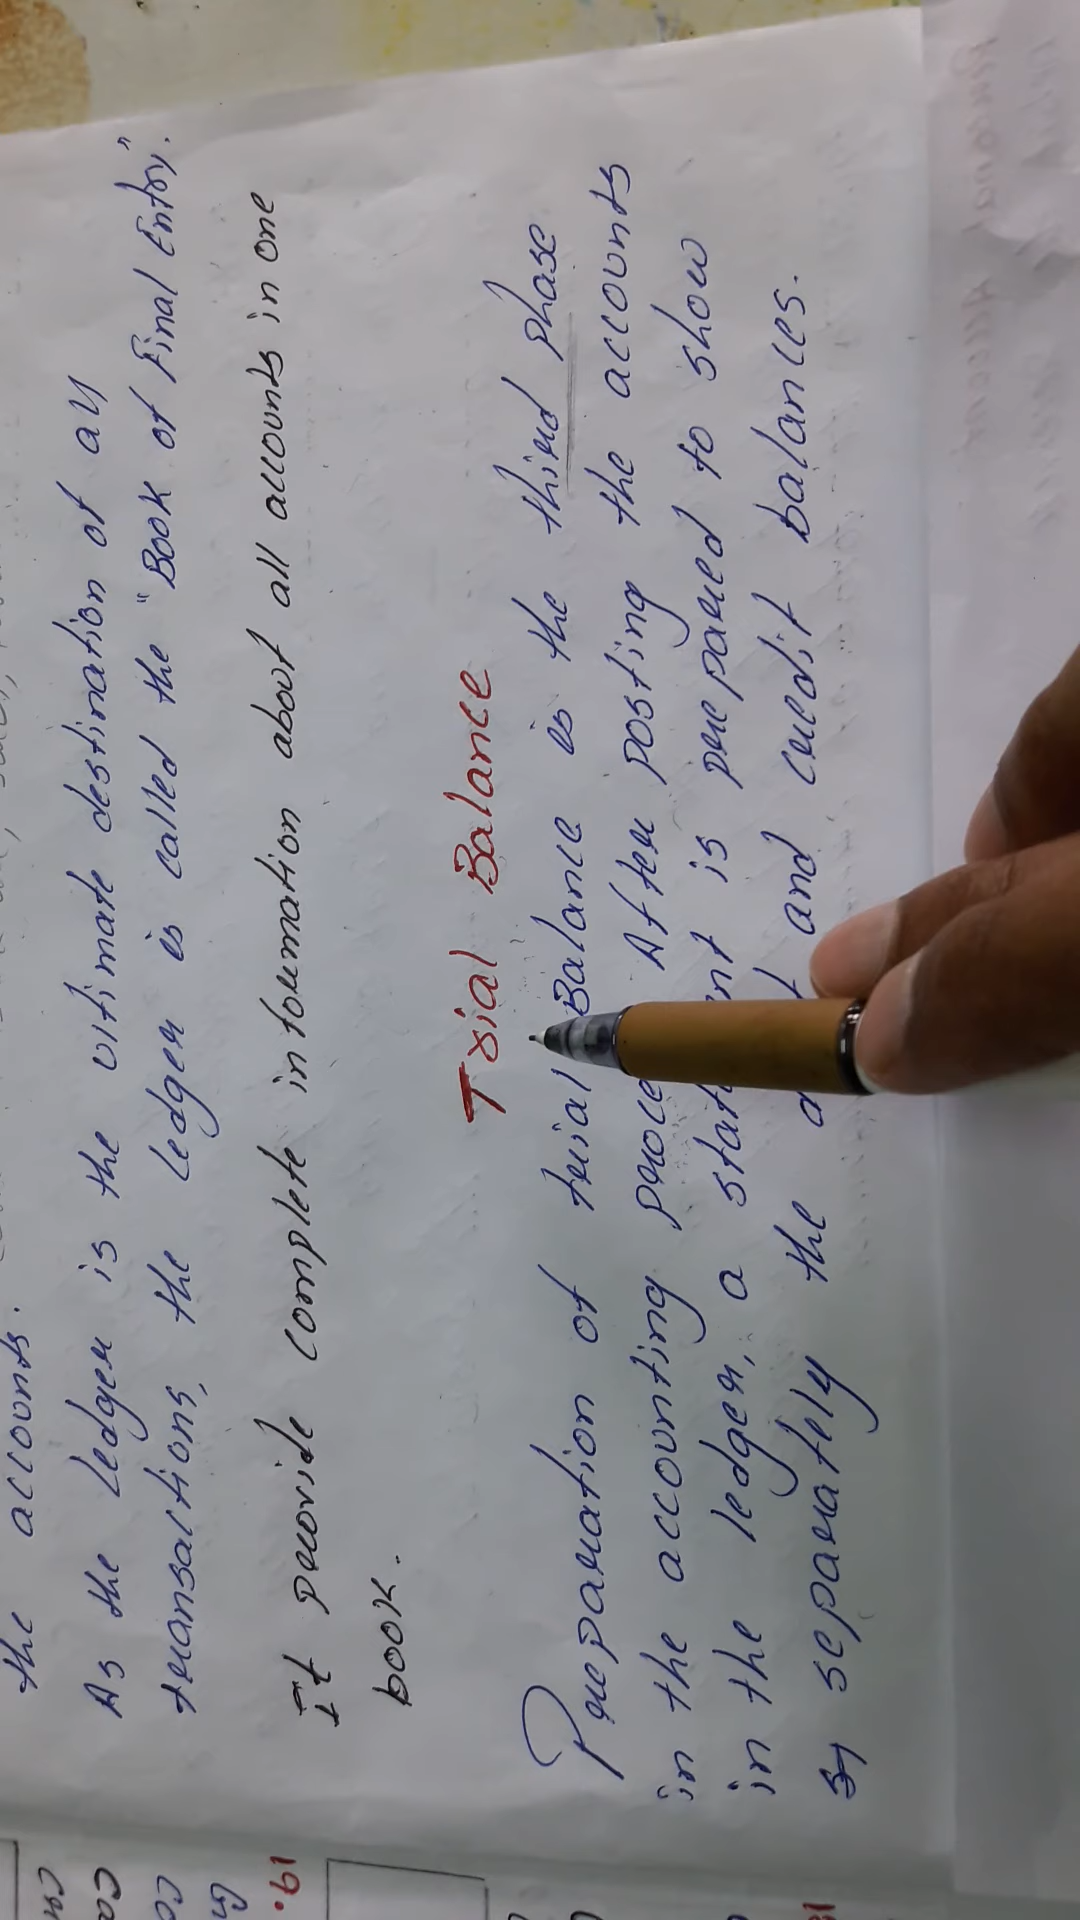 the accounts.
As the Ledger is the ultimate destination of all
transactions, the Ledger is called the "Book of Final Entry."
It provide complete information about all accounts in one
book.
Trial Balance
Preparation of trial Balance is the third phase
in the accounting After posting the accounts
in the ledger, a is prepared to show
separately the and credit balances.
19.